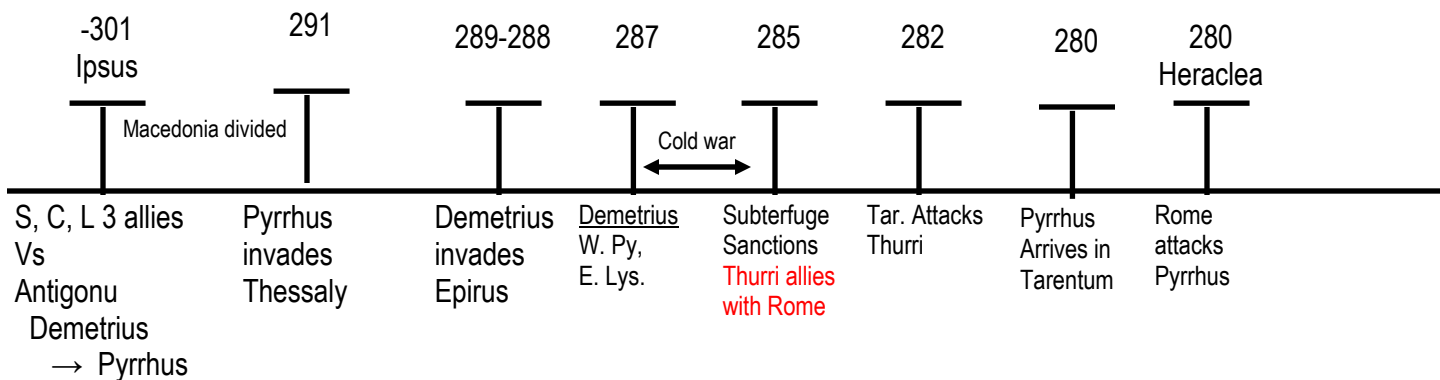 -301
Ipsus
291
289-288
287
285
282
280
280
Heraclea
Macedonia divided
Cold war
S, C, L 3 allies
Vs
Antigonu
Demetrius
→ Pyrrhus
Pyrrhus
invades
Thessaly
Demetrius
invades
Epirus
Demetrius
W. Py,
E. Lys.
Subterfuge
Sanctions
Thurri allies
with Rome
Tar. Attacks
Thurri
Pyrrhus
Arrives in
Tarentum
Rome
attacks
Pyrrhus